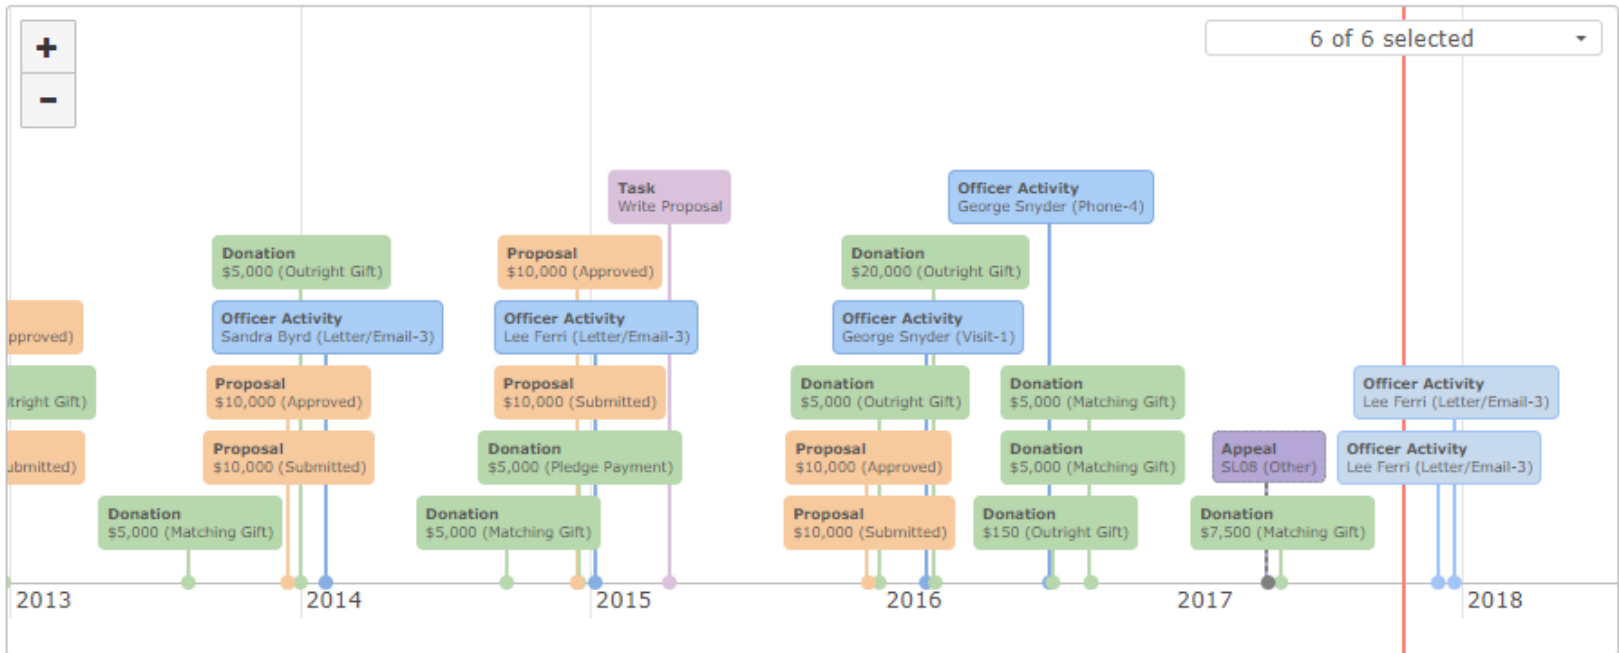 +
6 of 6 selected
−
Task
Write Proposal
Officer Activity
George Snyder (Phone-4)
Donation
$5,000 (Outright Gift)
Proposal
$10,000 (Approved)
Donation
$20,000 (Outright Gift)
pproved)
Officer Activity
Sandra Byrd (Letter/Email-3)
Officer Activity
Lee Ferri (Letter/Email-3)
Officer Activity
George Snyder (Visit-1)
tright Gift)
Proposal
$10,000 (Approved)
Proposal
$10,000 (Submitted)
Donation
$5,000 (Outright Gift)
Donation
$5,000 (Matching Gift)
Officer Activity
Lee Ferri (Letter/Email-3)
ubmitted)
Proposal
$10,000 (Submitted)
Donation
$5,000 (Pledge Payment)
Proposal
$10,000 (Approved)
Donation
$5,000 (Matching Gift)
Appeal
SL08 (Other)
Officer Activity
Lee Ferri (Letter/Email-3)
Donation
$5,000 (Matching Gift)
Donation
$5,000 (Matching Gift)
Proposal
$10,000 (Submitted)
Donation
$150 (Outright Gift)
Donation
$7,500 (Matching Gift)
2013
2014
2015
2016
2017
2018